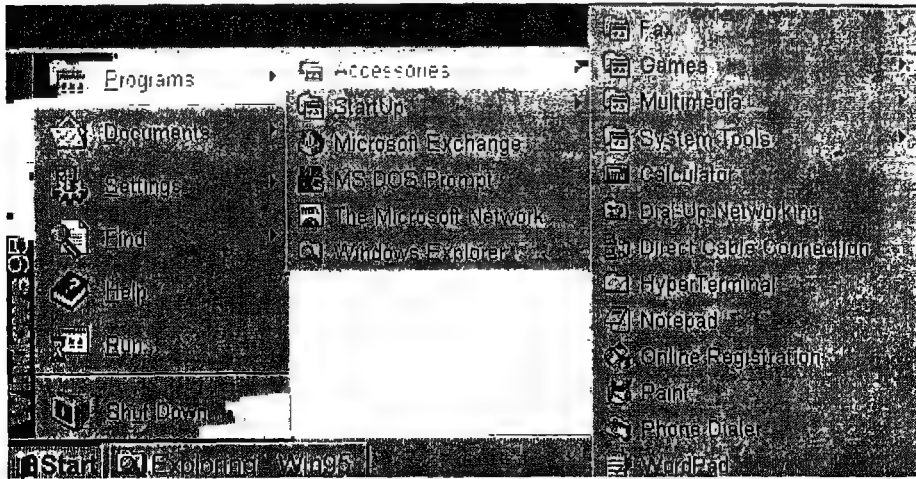 Programs
Documents
Settings
Find
Help
Run...
Shut Down
Accessories
StartUp
Microsoft Exchange
MS-DOS Prompt
The Microsoft Network
Windows Explorer
Fax
Games
Multimedia
System Tools
Calculator
Dial-Up Networking
Direct Cable Connection
HyperTerminal
Notepad
Online Registration
Paint
Phone Dialer
WordPad
Start
Exploring - Win95